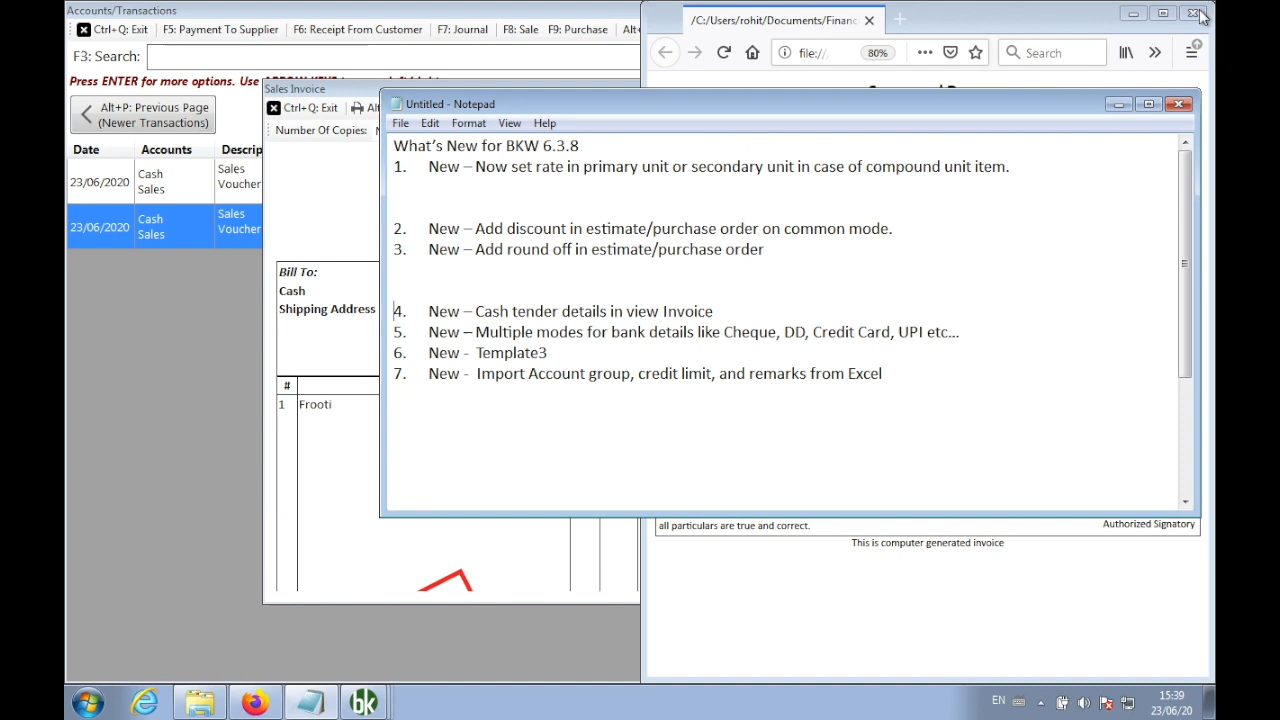 Accounts/Transactions
Ctrl+Q: Exit F5: Payment To Supplier F6: Receipt From Customer F7: Journal F8: Sale F9: Purchase
F3: Search:
Press ENTER for more options. Use
Alt+P: Previous Page
(Newer Transactions)
Date Accounts
23/06/2020 Cash
Sales
Sales
Voucher
23/06/2020 Cash
Sales
Sales
Voucher
Sales Invoice
Ctrl+Q: Exit
Number Of Copies:
Bill To:
Cash
Shipping Address
#
1 Frooti
/C:/Users/rohit/Documents/Financ
file:// 80% Search
Untitled - Notepad
File Edit Format View Help
What’s New for BKW 6.3.8
1. New – Now set rate in primary unit or secondary unit in case of compound unit item.
2. New – Add discount in estimate/purchase order on common mode.
3. New – Add round off in estimate/purchase order
4. New – Cash tender details in view Invoice
5. New – Multiple modes for bank details like Cheque, DD, Credit Card, UPI etc...
6. New - Template3
7. New - Import Account group, credit limit, and remarks from Excel
all particulars are true and correct.
Authorized Signatory
This is computer generated invoice
bk
EN
15:39
23/06/20